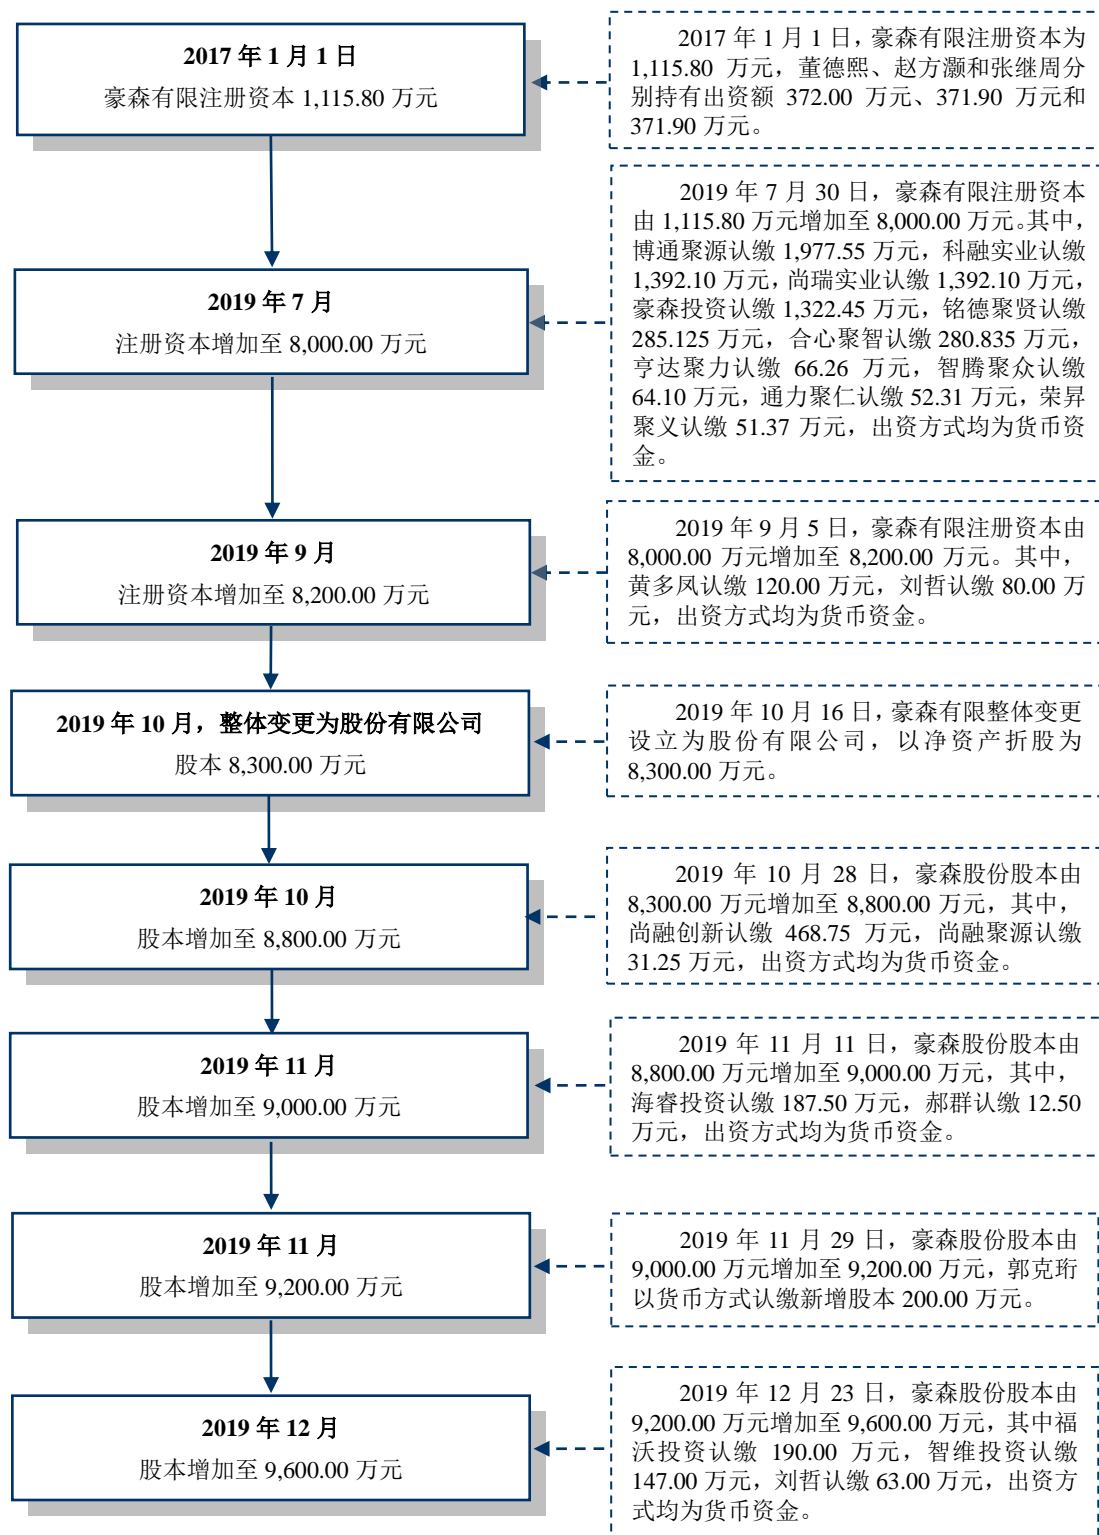 2017 年 1 月 1 日
豪森有限注册资本 1,115.80 万元
2017 年 1 月 1 日，豪森有限注册资本为
1,115.80 万元，董德熙、赵方灏和张继周分
别持有出资额 372.00 万元、371.90 万元和
371.90 万元。
2019 年 7 月
注册资本增加至 8,000.00 万元
2019 年 7 月 30 日，豪森有限注册资本
由 1,115.80 万元增加至 8,000.00 万元。其中，
博通聚源认缴 1,977.55 万元，科融实业认缴
1,392.10 万元，尚瑞实业认缴 1,392.10 万元，
豪森投资认缴 1,322.45 万元，铭德聚贤认缴
285.125 万元，合心聚智认缴 280.835 万元，
亨达聚力认缴 66.26 万元，智腾聚众认缴
64.10 万元，通力聚仁认缴 52.31 万元，荣昇
聚义认缴 51.37 万元，出资方式均为货币资
金。
2019 年 9 月
注册资本增加至 8,200.00 万元
2019 年 9 月 5 日，豪森有限注册资本由
8,000.00 万元增加至 8,200.00 万元。其中，
黄多凤认缴 120.00 万元，刘哲认缴 80.00 万
元，出资方式均为货币资金。
2019 年 10 月，整体变更为股份有限公司
股本 8,300.00 万元
2019 年 10 月 16 日，豪森有限整体变更
设立为股份有限公司，以净资产折股为
8,300.00 万元。
2019 年 10 月
股本增加至 8,800.00 万元
2019 年 10 月 28 日，豪森股份股本由
8,300.00 万元增加至 8,800.00 万元，其中，
尚融创新认缴 468.75 万元，尚融聚源认缴
31.25 万元，出资方式均为货币资金。
2019 年 11 月
股本增加至 9,000.00 万元
2019 年 11 月 11 日，豪森股份股本由
8,800.00 万元增加至 9,000.00 万元，其中，
海睿投资认缴 187.50 万元，郝群认缴 12.50
万元，出资方式均为货币资金。
2019 年 11 月
股本增加至 9,200.00 万元
2019 年 11 月 29 日，豪森股份股本由
9,000.00 万元增加至 9,200.00 万元，郭克珩
以货币方式认缴新增股本 200.00 万元。
2019 年 12 月
股本增加至 9,600.00 万元
2019 年 12 月 23 日，豪森股份股本由
9,200.00 万元增加至 9,600.00 万元，其中福
沃投资认缴 190.00 万元，智维投资认缴
147.00 万元，刘哲认缴 63.00 万元，出资方
式均为货币资金。